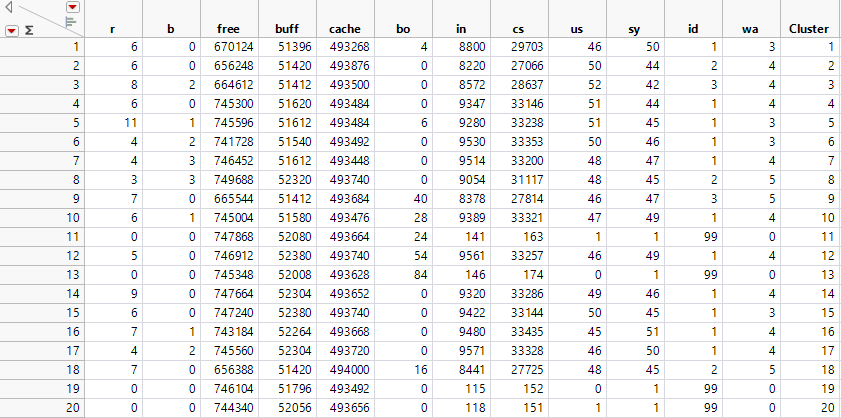 Σ r b free buff cache bo in cs us sy id wa Cluster
1 6 0 670124 51396 493268 4 8800 29703 46 50 1 3 1
2 6 0 656248 51420 493876 0 8220 27066 50 44 2 4 2
3 8 2 664612 51412 493500 0 8572 28637 52 42 3 4 3
4 6 0 745300 51620 493484 0 9347 33146 51 44 1 4 4
5 11 1 745596 51612 493484 6 9280 33238 51 45 1 3 5
6 4 2 741728 51540 493492 0 9530 33353 50 46 1 3 6
7 4 3 746452 51612 493448 0 9514 33200 48 47 1 4 7
8 3 3 749688 52320 493740 0 9054 31117 48 45 2 5 8
9 7 0 665544 51412 493684 40 8378 27814 46 47 3 5 9
10 6 1 745004 51580 493476 28 9389 33321 47 49 1 4 10
11 0 0 747868 52080 493664 24 141 163 1 1 99 0 11
12 5 0 746912 52380 493740 54 9561 33257 46 49 1 4 12
13 0 0 745348 52008 493628 84 146 174 0 1 99 0 13
14 9 0 747664 52304 493652 0 9320 33286 49 46 1 4 14
15 6 0 747240 52380 493740 0 9422 33144 50 45 1 3 15
16 7 1 743184 52264 493668 0 9480 33435 45 51 1 4 16
17 4 2 745560 52304 493720 0 9571 33328 46 50 1 4 17
18 7 0 656388 51420 494000 16 8441 27725 48 45 2 5 18
19 0 0 746104 51796 493492 0 115 152 0 1 99 0 19
20 0 0 744340 52056 493656 0 118 151 1 1 99 0 20